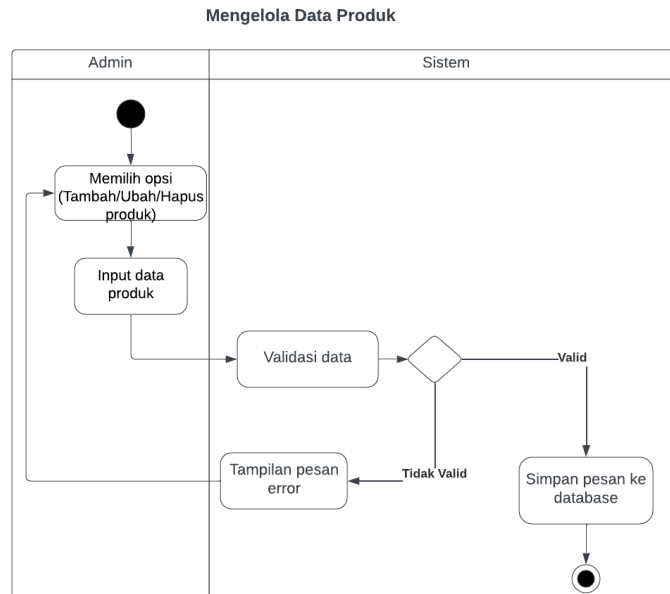 Mengelola Data Produk
Admin
Sistem
Memilih opsi
(Tambah/Ubah/Hapus
produk)
Input data
produk
Validasi data
Valid
Tidak Valid
Tampilan pesan
error
Simpan pesan ke
database